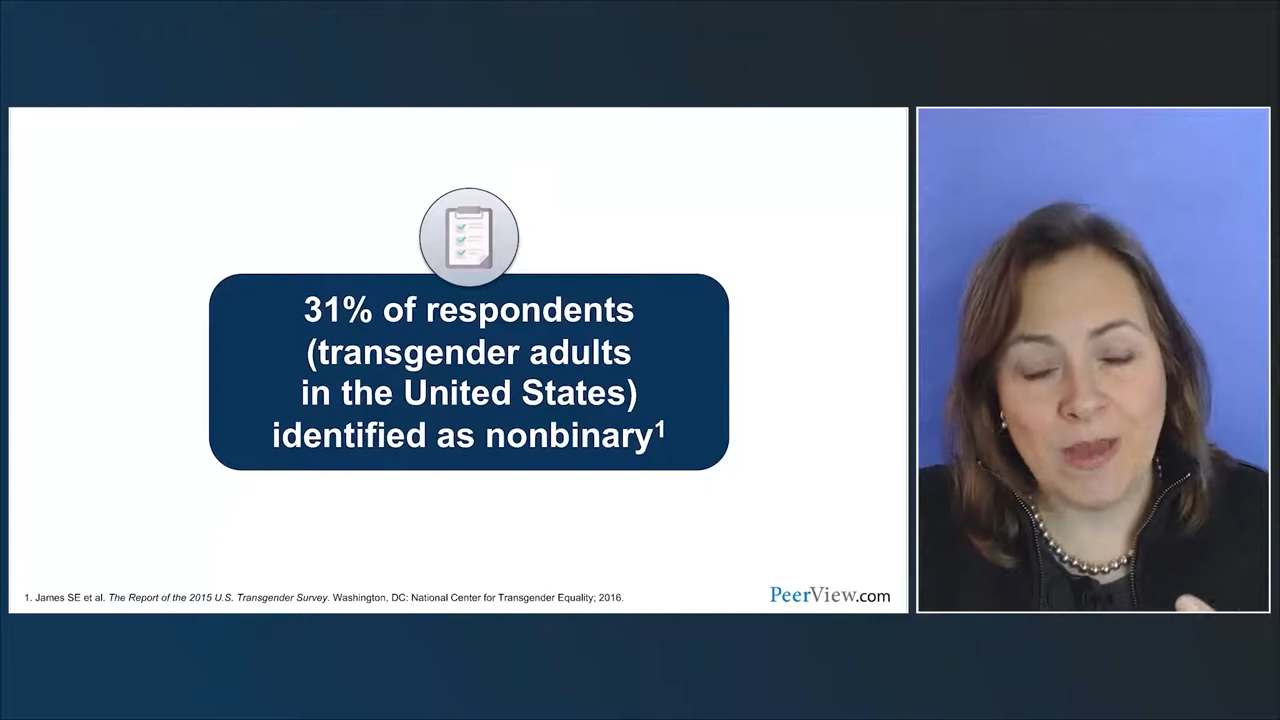 31% of respondents
(transgender adults
in the United States)
identified as nonbinary¹
1. James SE et al. The Report of the 2015 U.S. Transgender Survey. Washington, DC: National Center for Transgender Equality; 2016.
PeerView.com